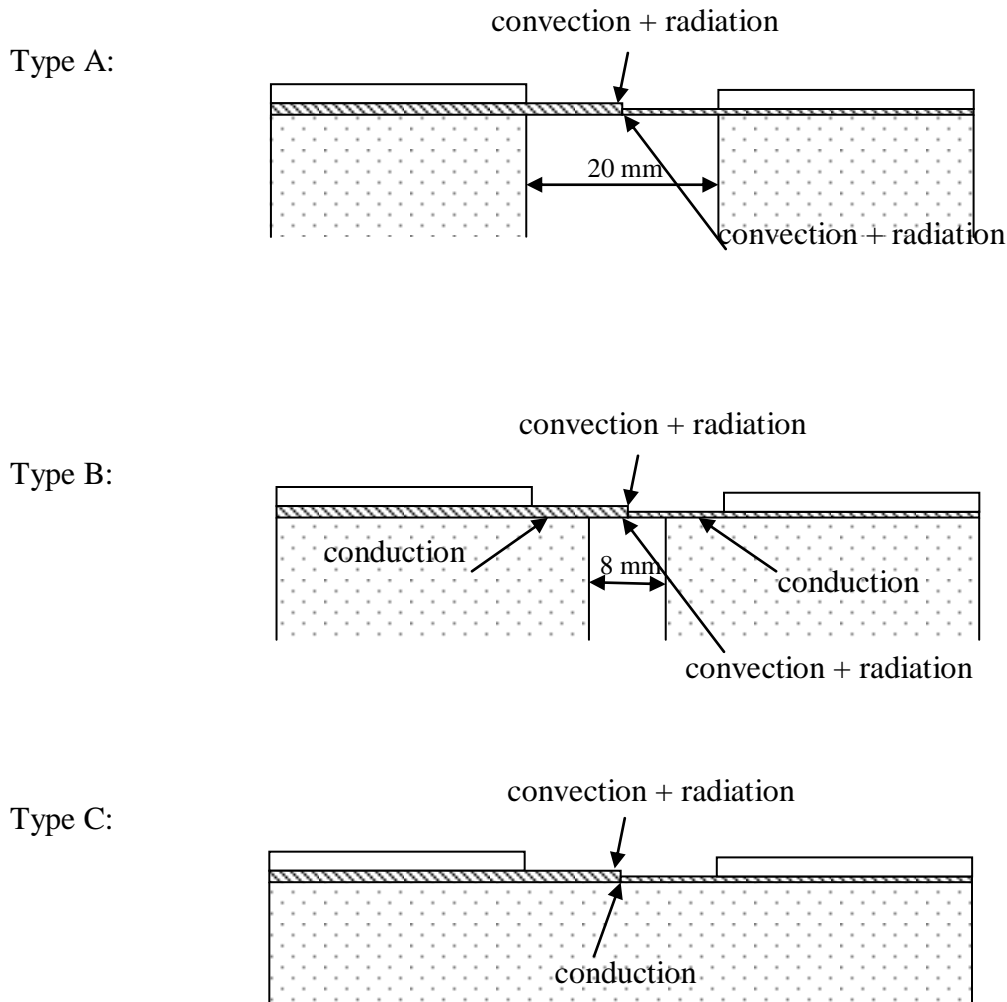 convection + radiation
Type A:
20 mm
convection + radiation
convection + radiation
Type B:
conduction
8 mm
conduction
convection + radiation
convection + radiation
Type C:
conduction